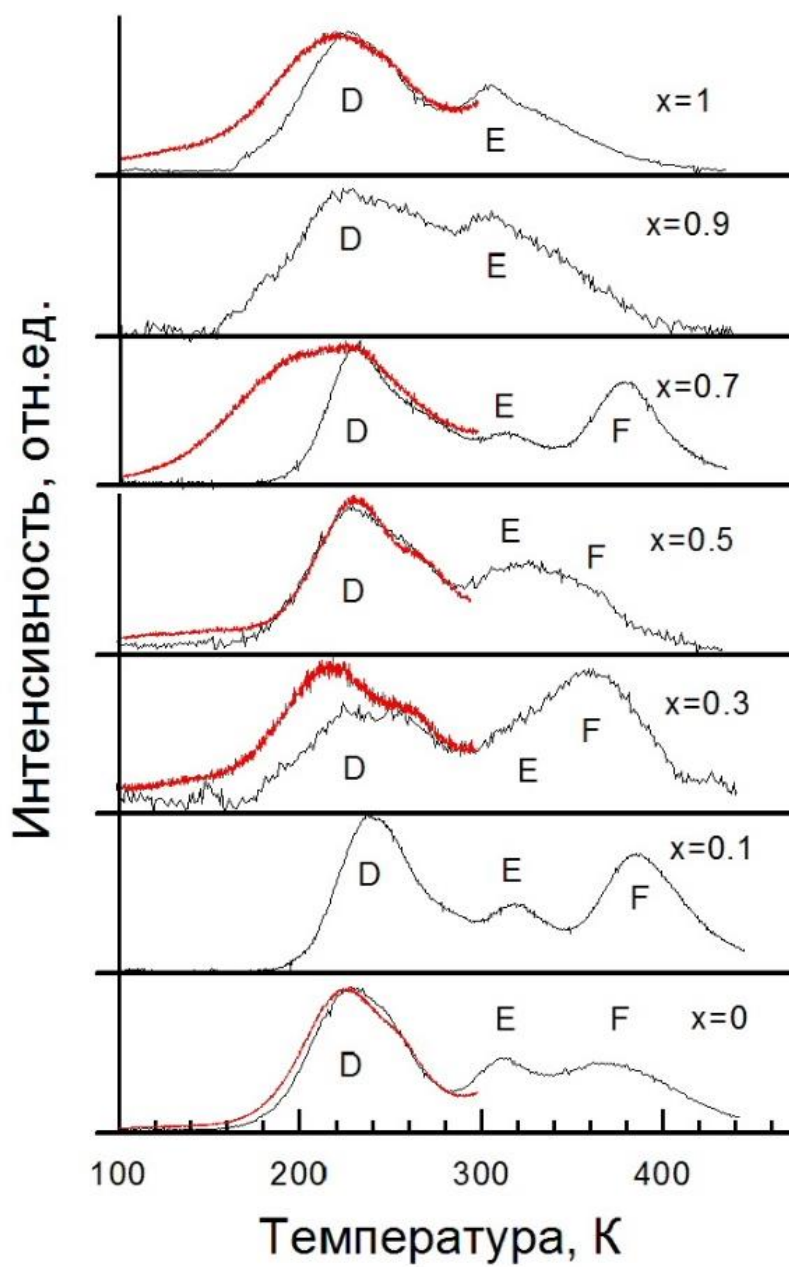 Интенсивность, отн.ед.
D
E
x=1
D
E
x=0.9
D
E
F
x=0.7
D
E
F
x=0.5
D
E
F
x=0.3
D
E
F
x=0.1
D
E
F
x=0
100 200 300 400
Температура, К